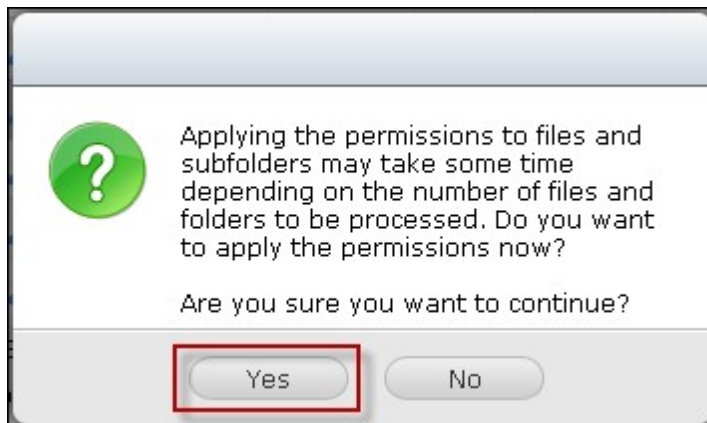 Applying the permissions to files and
subfolders may take some time
depending on the number of files and
folders to be processed. Do you want
to apply the permissions now?
Are you sure you want to continue?
Yes No